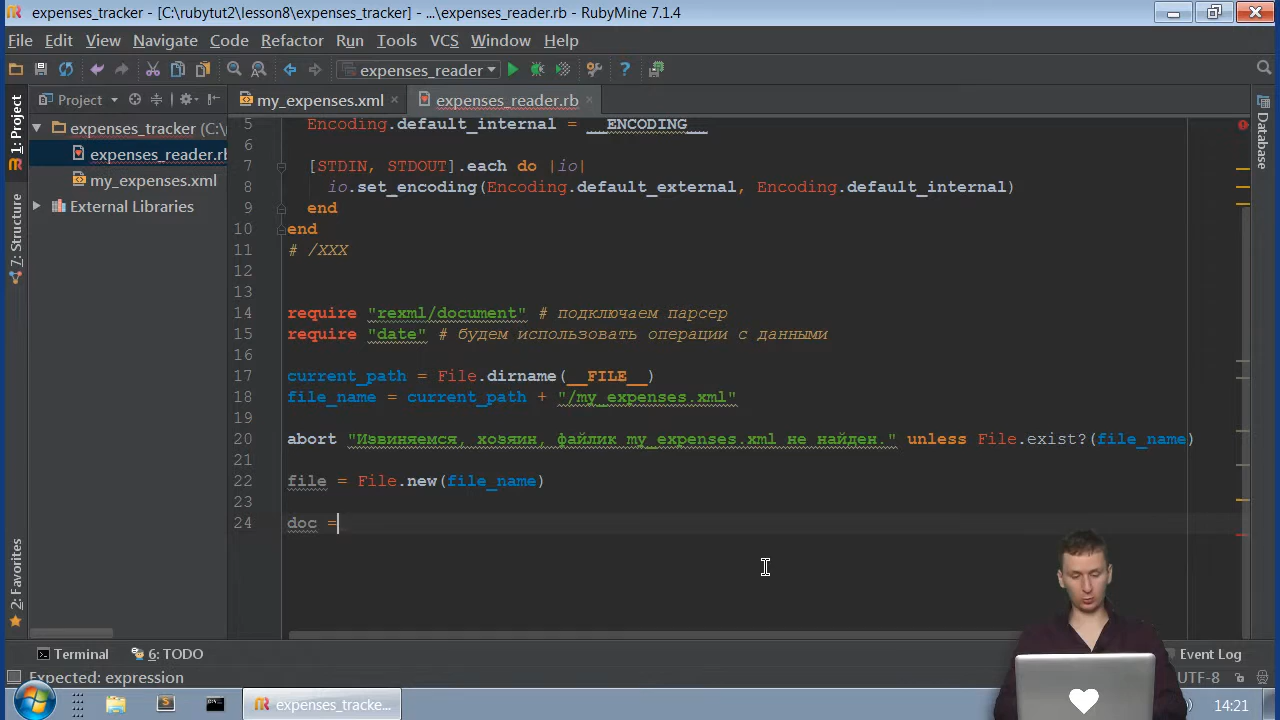 expenses_tracker - [C:\rubytut2\lesson8\expenses_tracker] - ...\expenses_reader.rb - RubyMine 7.1.4
File Edit View Navigate Code Refactor Run Tools VCS Window Help
expenses_reader
1: Project
Project
my_expenses.xml
expenses_reader.rb
expenses_tracker (C:\
expenses_reader.rb
my_expenses.xml
External Libraries
7: Structure
2: Favorites
Database
5 Encoding.default_internal = __ENCODING__
6
7 [STDIN, STDOUT].each do |io|
8 io.set_encoding(Encoding.default_external, Encoding.default_internal)
9 end
10 end
11 # /XXX
12
13
14 require "rexml/document" # подключаем парсер
15 require "date" # будем использовать операции с данными
16
17 current_path = File.dirname(__FILE__)
18 file_name = current_path + "/my_expenses.xml"
19
20 abort "Извиняемся, хозяин, файлик my_expenses.xml не найден." unless File.exist?(file_name)
21
22 file = File.new(file_name)
23
24 doc =
Terminal
6: TODO
Event Log
Expected: expression
UTF-8
expenses_tracke...
14:21